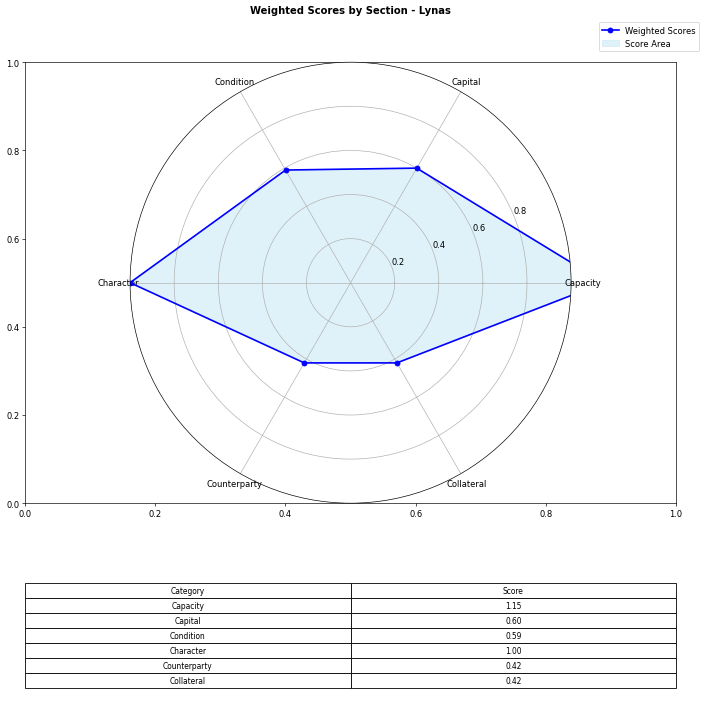 Weighted Scores by Section - Lynas
Weighted Scores
Score Area
1.0
Condition
Capital
0.8
0.8
0.6
0.6
0.4
0.2
Character
Capacity
0.4
0.2
Counterparty
Collateral
0.0
0.0 0.2 0.4 0.6 0.8 1.0
Category Score
Capacity 1.15
Capital 0.60
Condition 0.59
Character 1.00
Counterparty 0.42
Collateral 0.42